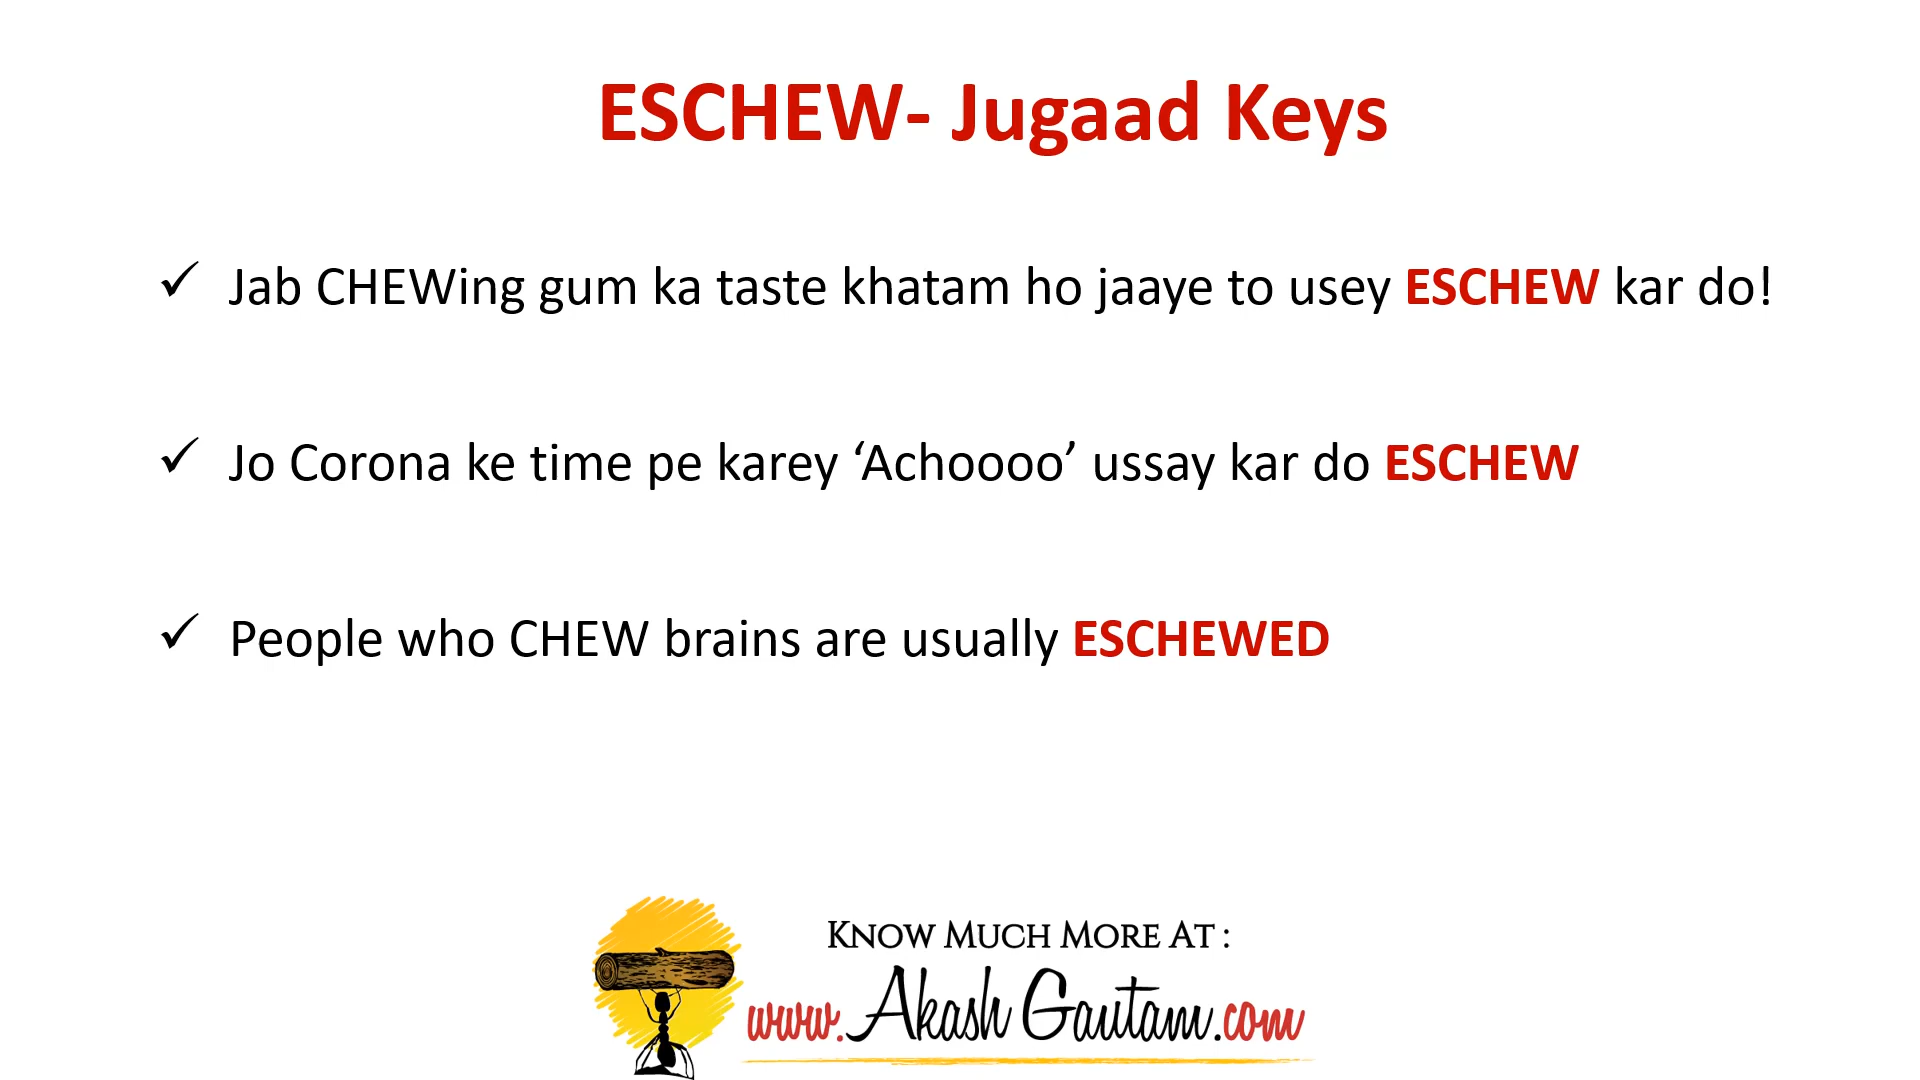 ESCHEW- Jugaad Keys
✓ Jab CHEWing gum ka taste khatam ho jaaye to usey ESCHEW kar do!
✓ Jo Corona ke time pe karey ‘Achoooo’ ussay kar do ESCHEW
✓ People who CHEW brains are usually ESCHEWED
KNOW MUCH MORE AT :
www.AkashGautam.com